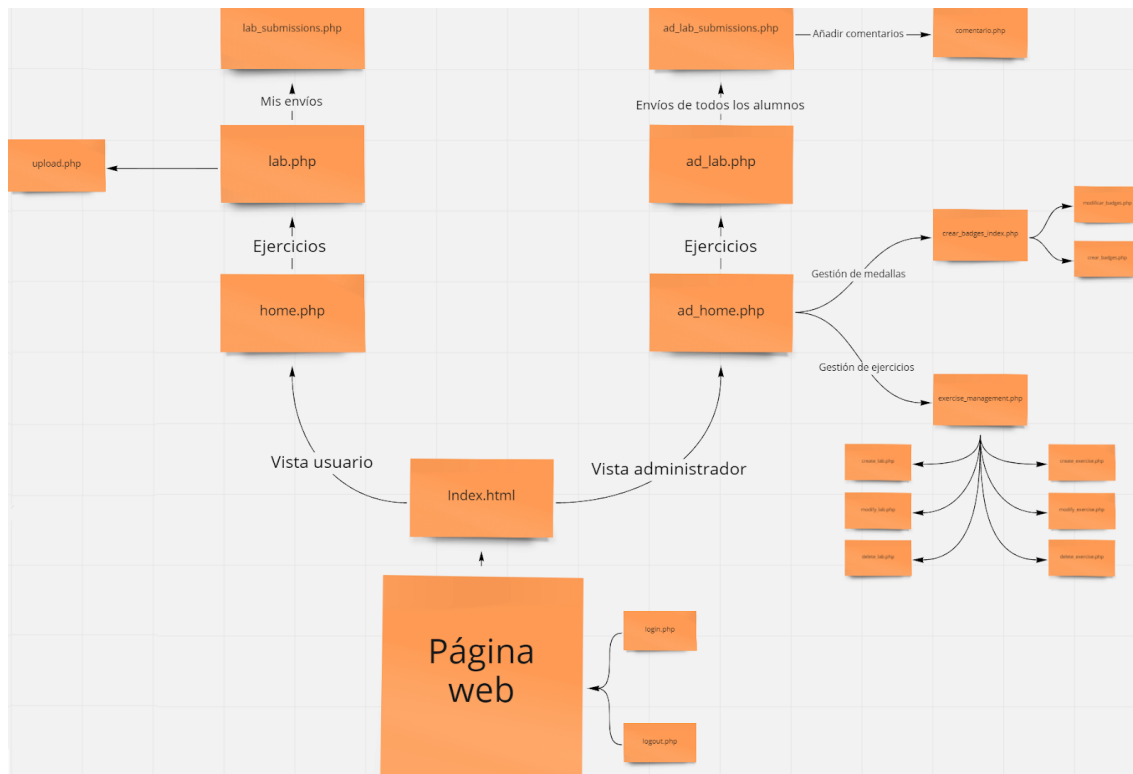 lab_submissions.php
ad_lab_submissions.php
Añadir comentarios
comentario.php
Mis envíos
Envíos de todos los alumnos
upload.php
lab.php
ad_lab.php
modificar_badges.php
Ejercicios
Ejercicios
crear_badges_index.php
crear_badges.php
Gestión de medallas
home.php
ad_home.php
Gestión de ejercicios
exercise_management.php
Vista usuario
Vista administrador
create_lab.php
create_exercise.php
Index.html
modify_lab.php
modify_exercise.php
delete_lab.php
delete_exercise.php
Página
web
login.php
logout.php